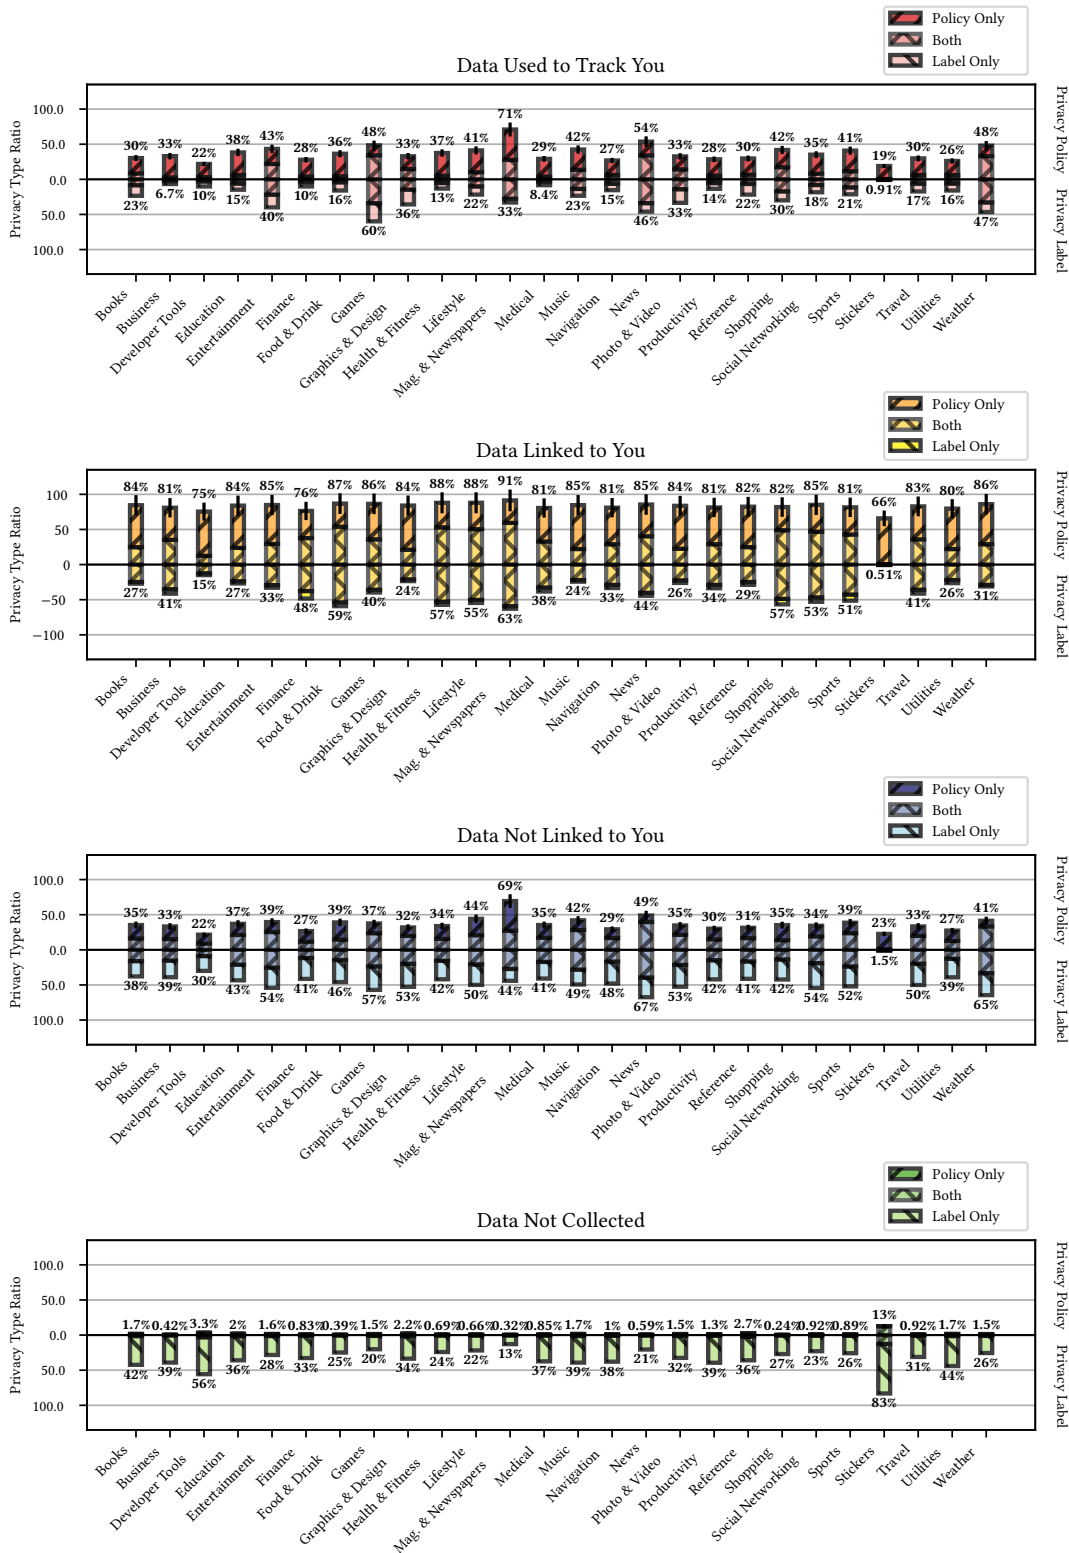 Policy Only
Both
Label Only
Data Used to Track You
Privacy Type Ratio
100.0
50.0
0.0
50.0
100.0
30% 33% 22% 38% 43% 28% 36% 48% 33% 37% 41% 71% 29% 42% 27% 54% 33% 28% 30% 42% 35% 41% 19% 30% 26% 48%
23% 6.7% 10% 15% 40% 10% 16% 60% 36% 13% 22% 33% 8.4% 23% 15% 46% 33% 14% 22% 30% 18% 21% 0.91% 17% 16% 47%
Privacy Policy
Privacy Label
Books
Business
Developer Tools
Education
Entertainment
Finance
Food & Drink
Games
Graphics & Design
Health & Fitness
Lifestyle
Mag. & Newspapers
Medical
Music
Navigation
News
Photo & Video
Productivity
Reference
Shopping
Social Networking
Sports
Stickers
Travel
Utilities
Weather
Policy Only
Both
Label Only
Data Linked to You
Privacy Type Ratio
100
50
0
−50
−100
84% 81% 75% 84% 85% 76% 87% 86% 84% 88% 88% 91% 81% 85% 81% 85% 84% 81% 82% 82% 85% 81% 66% 83% 80% 86%
27% 41% 15% 27% 33% 48% 59% 40% 24% 57% 55% 63% 38% 24% 33% 44% 26% 34% 29% 57% 53% 51% 0.51% 41% 26% 31%
Privacy Policy
Privacy Label
Books
Business
Developer Tools
Education
Entertainment
Finance
Food & Drink
Games
Graphics & Design
Health & Fitness
Lifestyle
Mag. & Newspapers
Medical
Music
Navigation
News
Photo & Video
Productivity
Reference
Shopping
Social Networking
Sports
Stickers
Travel
Utilities
Weather
Policy Only
Both
Label Only
Data Not Linked to You
Privacy Type Ratio
100.0
50.0
0.0
50.0
100.0
35% 33% 22% 37% 39% 27% 39% 37% 32% 34% 44% 69% 35% 42% 29% 49% 35% 30% 31% 35% 34% 39% 23% 33% 27% 41%
38% 39% 30% 43% 54% 41% 46% 57% 53% 42% 50% 44% 41% 49% 48% 67% 53% 42% 41% 42% 54% 52% 1.5% 50% 39% 65%
Privacy Policy
Privacy Label
Books
Business
Developer Tools
Education
Entertainment
Finance
Food & Drink
Games
Graphics & Design
Health & Fitness
Lifestyle
Mag. & Newspapers
Medical
Music
Navigation
News
Photo & Video
Productivity
Reference
Shopping
Social Networking
Sports
Stickers
Travel
Utilities
Weather
Policy Only
Both
Label Only
Data Not Collected
Privacy Type Ratio
100.0
50.0
0.0
50.0
100.0
1.7% 0.42% 3.3% 2% 1.6% 0.83% 0.39% 1.5% 2.2% 0.69% 0.66% 0.32% 0.85% 1.7% 1% 0.59% 1.5% 1.3% 2.7% 0.24% 0.92% 0.89% 13% 0.92% 1.7% 1.5%
42% 39% 56% 36% 28% 33% 25% 20% 34% 24% 22% 13% 37% 39% 38% 21% 32% 39% 36% 27% 23% 26% 83% 31% 44% 26%
Privacy Policy
Privacy Label
Books
Business
Developer Tools
Education
Entertainment
Finance
Food & Drink
Games
Graphics & Design
Health & Fitness
Lifestyle
Mag. & Newspapers
Medical
Music
Navigation
News
Photo & Video
Productivity
Reference
Shopping
Social Networking
Sports
Stickers
Travel
Utilities
Weather